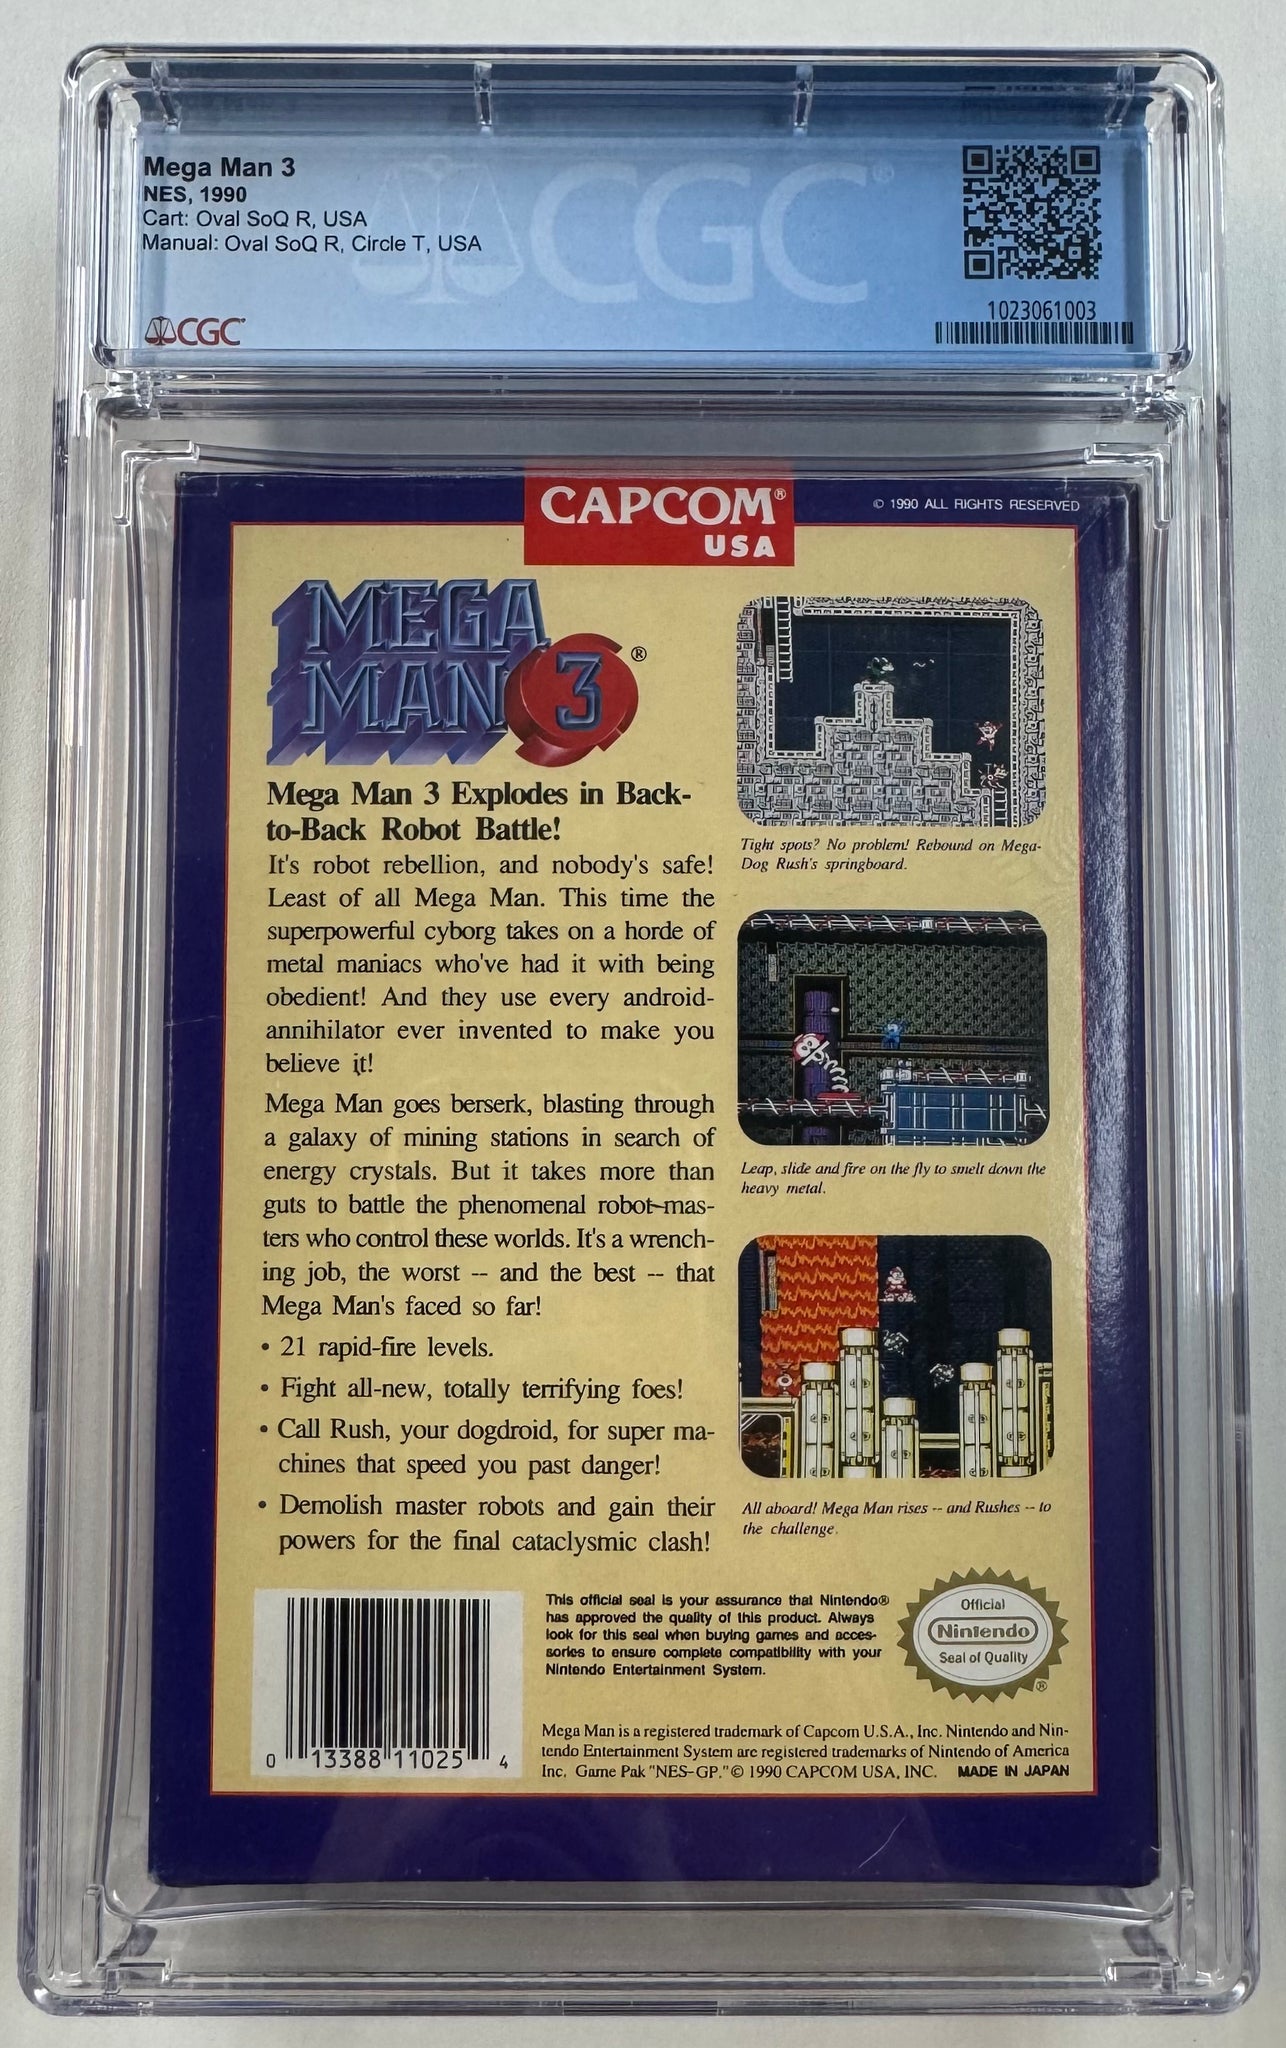 Mega Man 3
NES, 1990
Cart: Oval SoQ R, USA
Manual: Oval SoQ R, Circle T, USA
CGC®
CGC
1023061003
CAPCOM®
USA
© 1990 ALL RIGHTS RESERVED
MEGA
MAN 3 ®
Mega Man 3 Explodes in Back-
to-Back Robot Battle!
It's robot rebellion, and nobody's safe!
Least of all Mega Man. This time the
superpowerful cyborg takes on a horde of
metal maniacs who've had it with being
obedient! And they use every android-
annihilator ever invented to make you
believe it!
Mega Man goes berserk, blasting through
a galaxy of mining stations in search of
energy crystals. But it takes more than
guts to battle the phenomenal robot-mas-
ters who control these worlds. It's a wrench-
ing job, the worst -- and the best -- that
Mega Man's faced so far!
• 21 rapid-fire levels.
• Fight all-new, totally terrifying foes!
• Call Rush, your dogdroid, for super ma-
chines that speed you past danger!
• Demolish master robots and gain their
powers for the final cataclysmic clash!
Tight spots? No problem! Rebound on Mega-
Dog Rush's springboard.
Leap, slide and fire on the fly to smelt down the
heavy metal.
All aboard! Mega Man rises -- and Rushes -- to
the challenge.
0 13388 11025 4
This official seal is your assurance that Nintendo®
has approved the quality of this product. Always
look for this seal when buying games and acces-
sories to ensure complete compatibility with your
Nintendo Entertainment System.
Official
Nintendo
Seal of Quality
®
Mega Man is a registered trademark of Capcom U.S.A., Inc. Nintendo and Nin-
tendo Entertainment System are registered trademarks of Nintendo of America
Inc. Game Pak "NES-GP." © 1990 CAPCOM USA, INC. MADE IN JAPAN